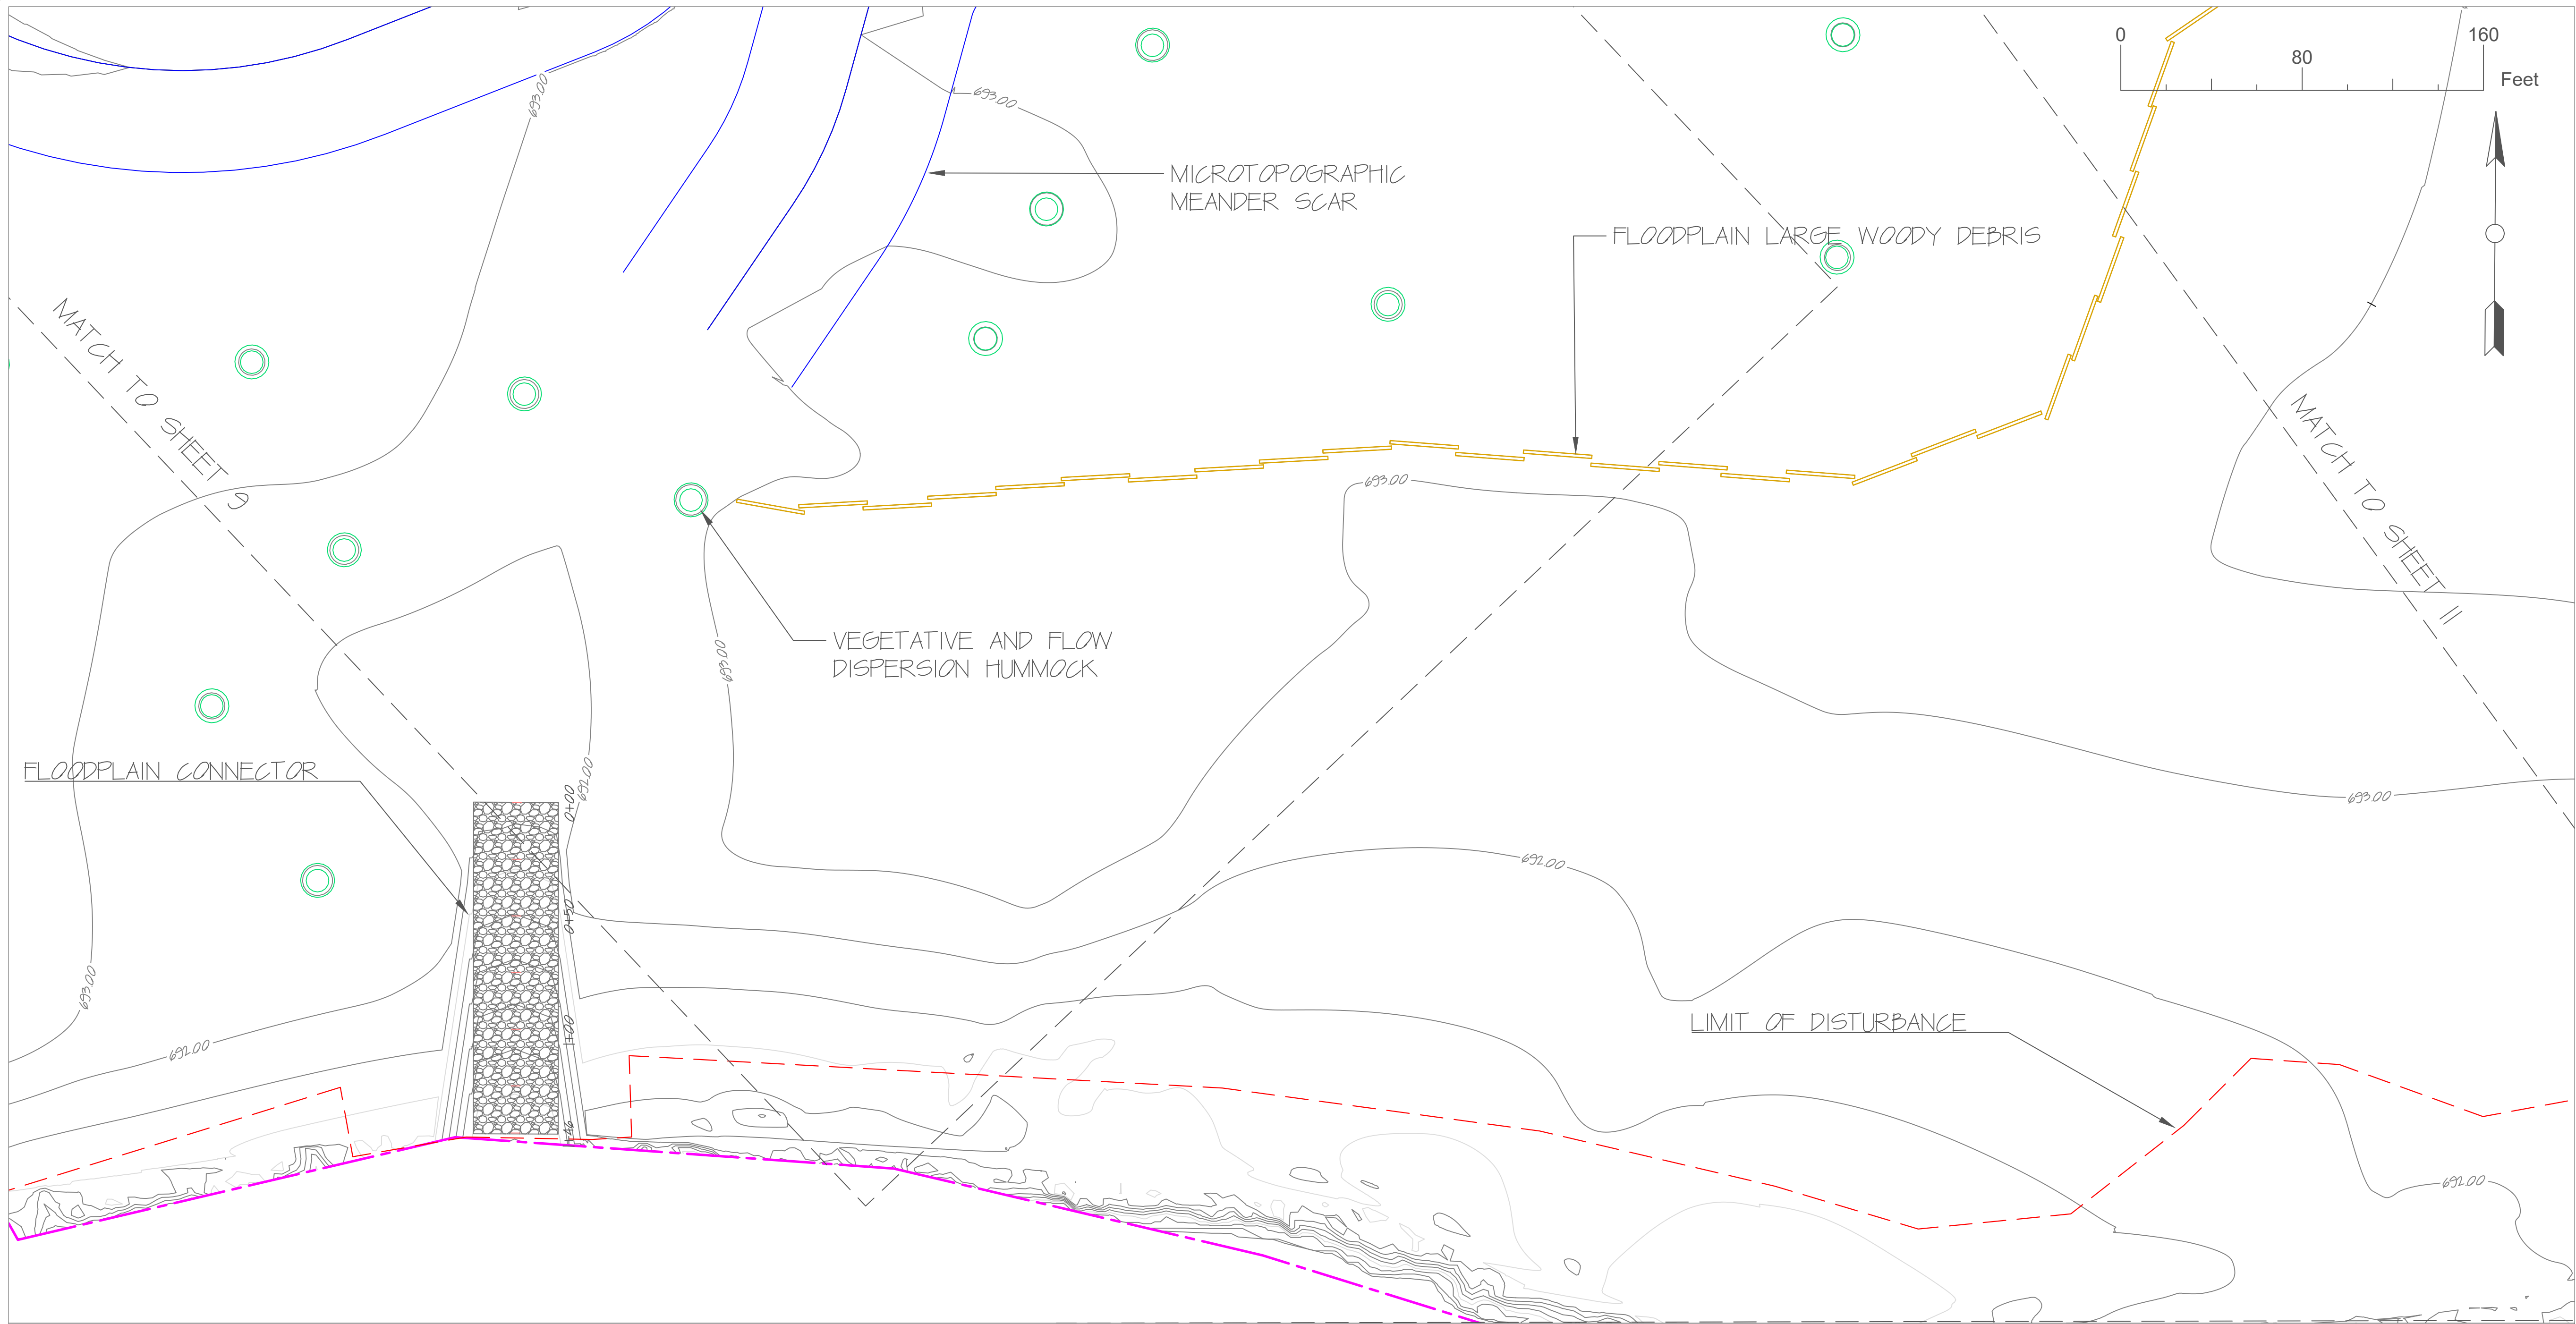 0
80
160
Feet
693.00
693.00
MICROTOPOGRAPHIC
MEANDER SCAR
FLOODPLAIN LARGE WOODY DEBRIS
MATCH TO SHEET 9
MATCH TO SHEET 11
693.00
VEGETATIVE AND FLOW
DISPERSION HUMMOCK
693.00
FLOODPLAIN CONNECTOR
692.00
0+00
693.00
692.00
0+50
693.00
LIMIT OF DISTURBANCE
1+00
692.00
1+46
692.00